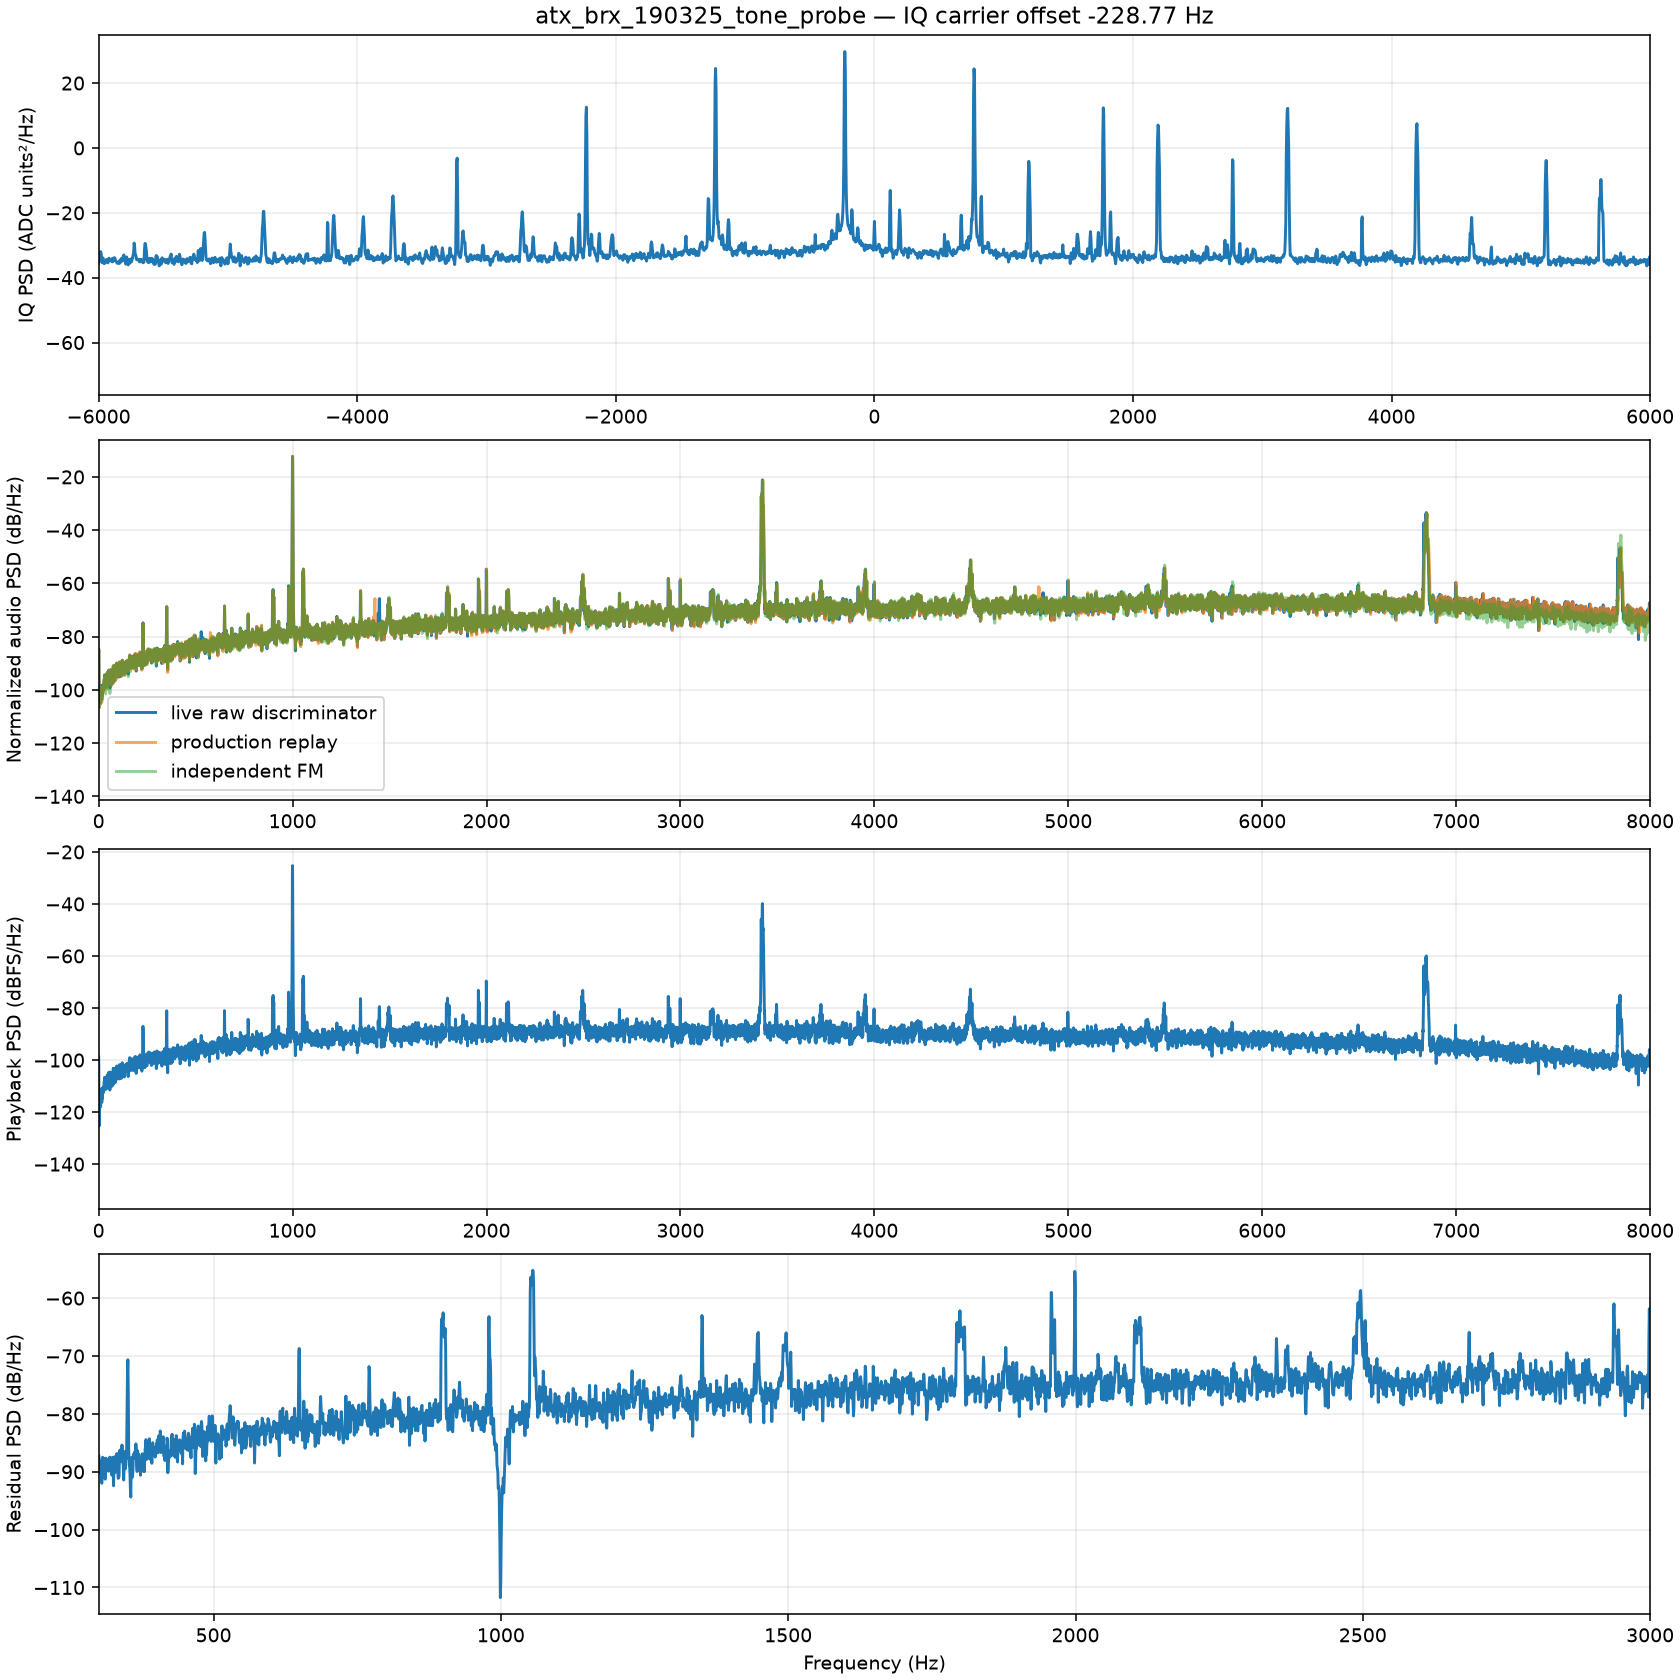 atx_brx_190325_tone_probe — IQ carrier offset -228.77 Hz
IQ PSD (ADC units²/Hz)
20
0
−20
−40
−60
−6000 −4000 −2000 0 2000 4000 6000
Normalized audio PSD (dB/Hz)
−20
−40
−60
−80
−100
−120
−140
live raw discriminator
production replay
independent FM
0 1000 2000 3000 4000 5000 6000 7000 8000
Playback PSD (dBFS/Hz)
−20
−40
−60
−80
−100
−120
−140
0 1000 2000 3000 4000 5000 6000 7000 8000
Residual PSD (dB/Hz)
−60
−70
−80
−90
−100
−110
500 1000 1500 2000 2500 3000
Frequency (Hz)